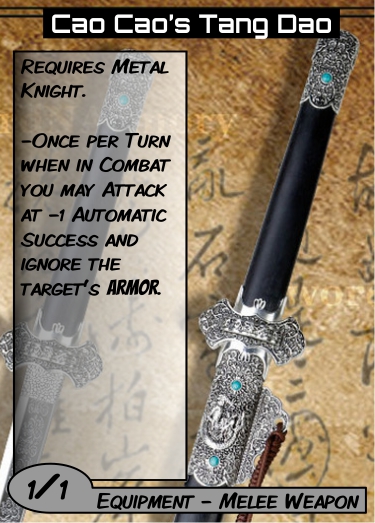 Cao Cao's Tang Dao
Requires Metal
Knight.
-Once per Turn
when in Combat
you may Attack
at -1 Automatic
Success and
ignore the
target's ARMOR.
1/1
Equipment - Melee Weapon